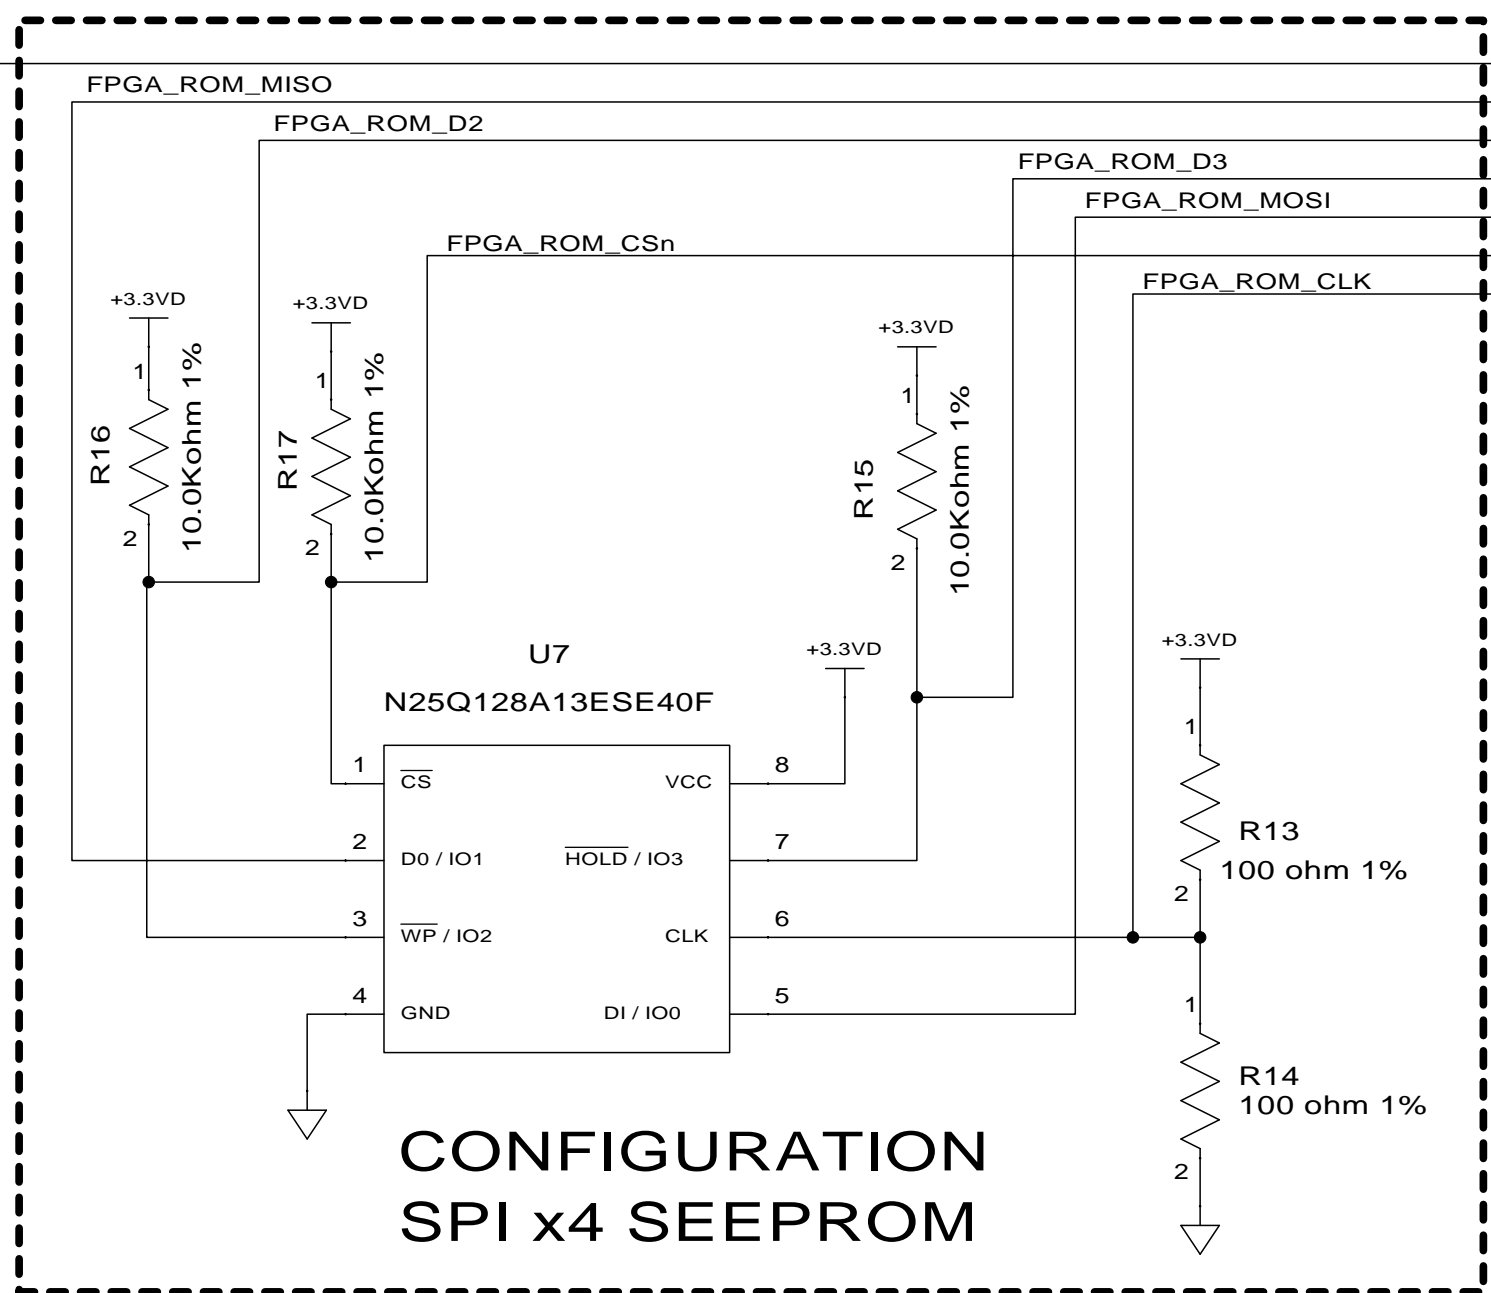 FPGA_ROM_MISO
FPGA_ROM_D2
FPGA_ROM_D3
FPGA_ROM_MOSI
FPGA_ROM_CSn
FPGA_ROM_CLK
+3.3VD
1
R16
10.0Kohm 1%
2
+3.3VD
1
R17
10.0Kohm 1%
2
+3.3VD
1
R15
10.0Kohm 1%
2
U7
N25Q128A13ESE40F
+3.3VD
1
CS
VCC
8
2
D0 / IO1
HOLD / IO3
7
3
WP / IO2
CLK
6
4
GND
DI / IO0
5
+3.3VD
1
R13
100 ohm 1%
2
1
R14
100 ohm 1%
2
CONFIGURATION
SPI x4 SEEPROM